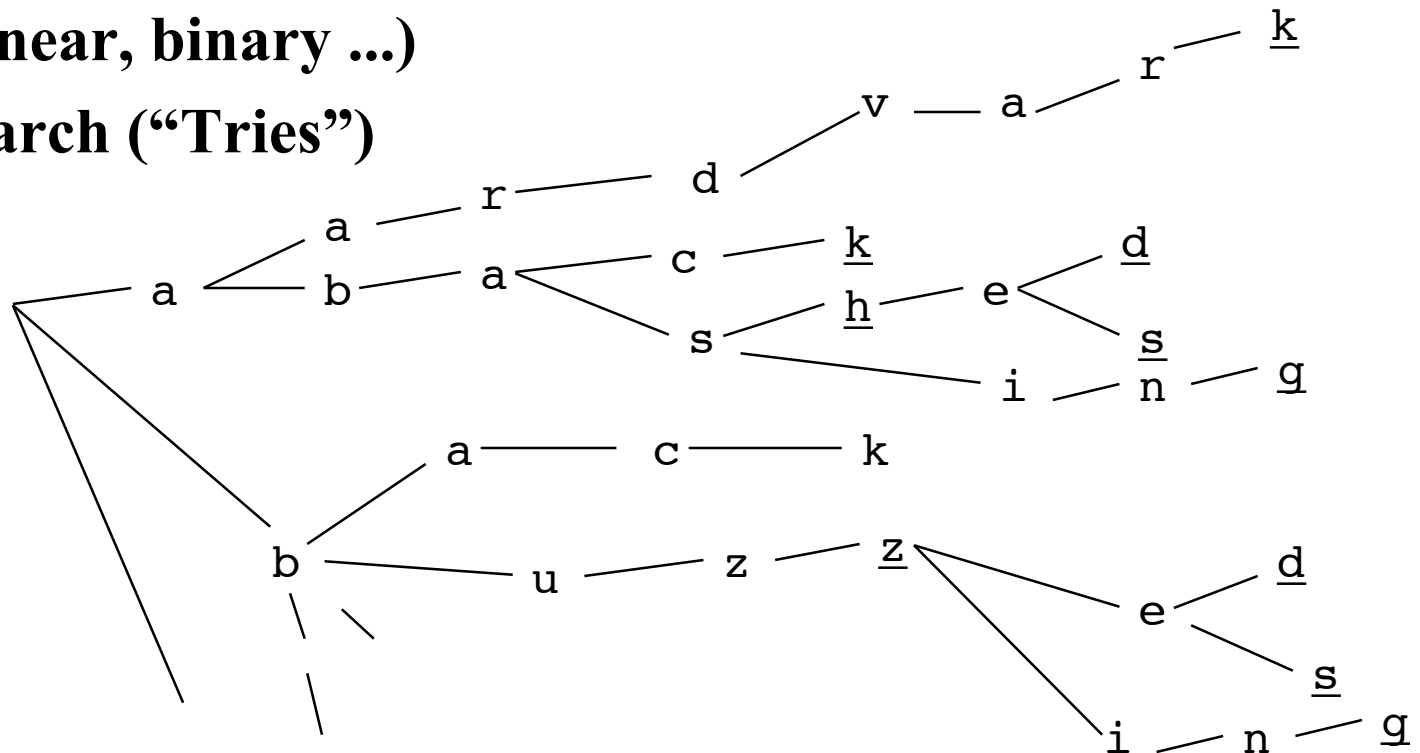 near, binary ...)
arch (“Tries”)
k
r
v a
d
r
a
a b a c k
s h e d
s
i n g
a c k
b u z z
e d
s
i n g